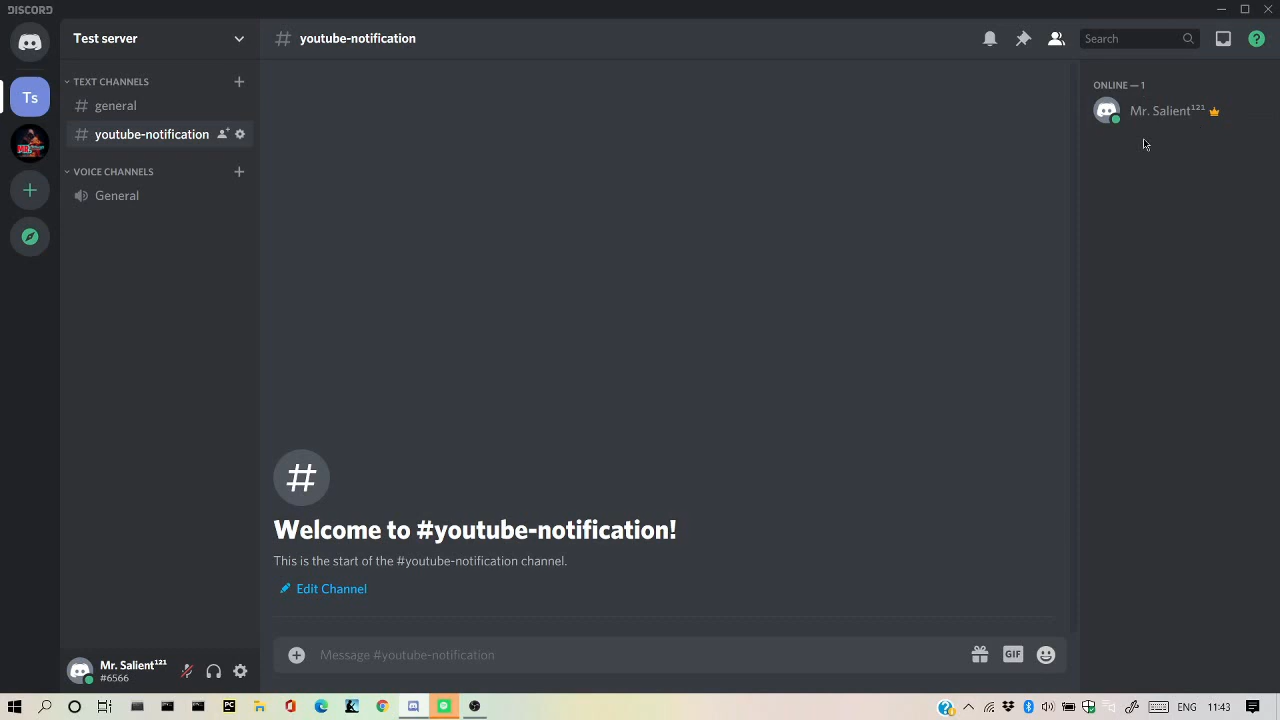 DISCORD
Test server
# youtube-notification
Search
Ts
TEXT CHANNELS
# general
# youtube-notification
VOICE CHANNELS
General
ONLINE — 1
Mr. Salient¹²¹
#
Welcome to #youtube-notification!
This is the start of the #youtube-notification channel.
Edit Channel
Message #youtube-notification
GIF
Mr. Salient¹²¹
#6566
PC
ENG
11:43